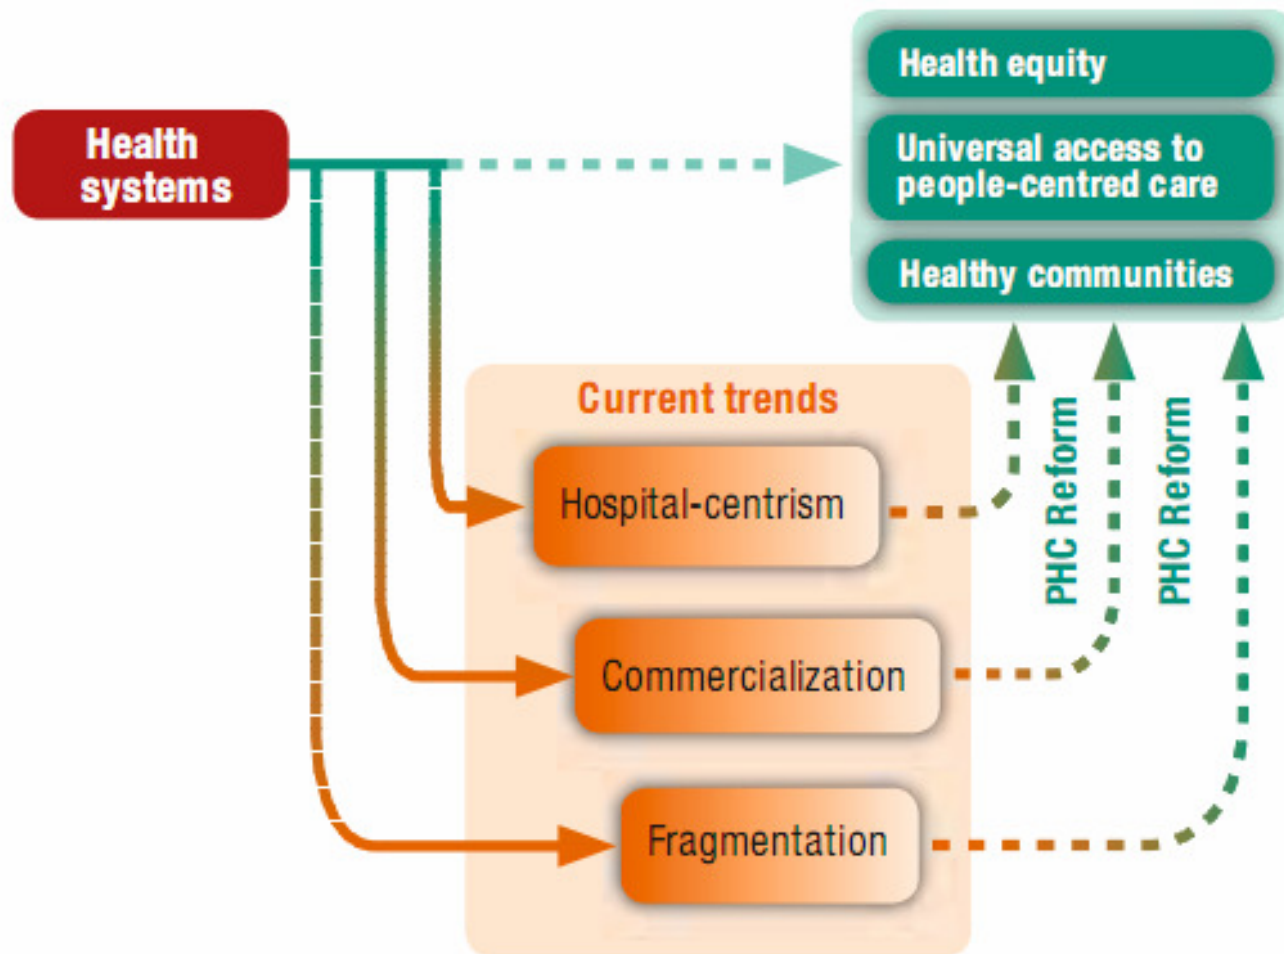 Health
systems
Health equity
Universal access to
people-centred care
Healthy communities
Current trends
Hospital-centrism
Commercialization
Fragmentation
PHC Reform
PHC Reform